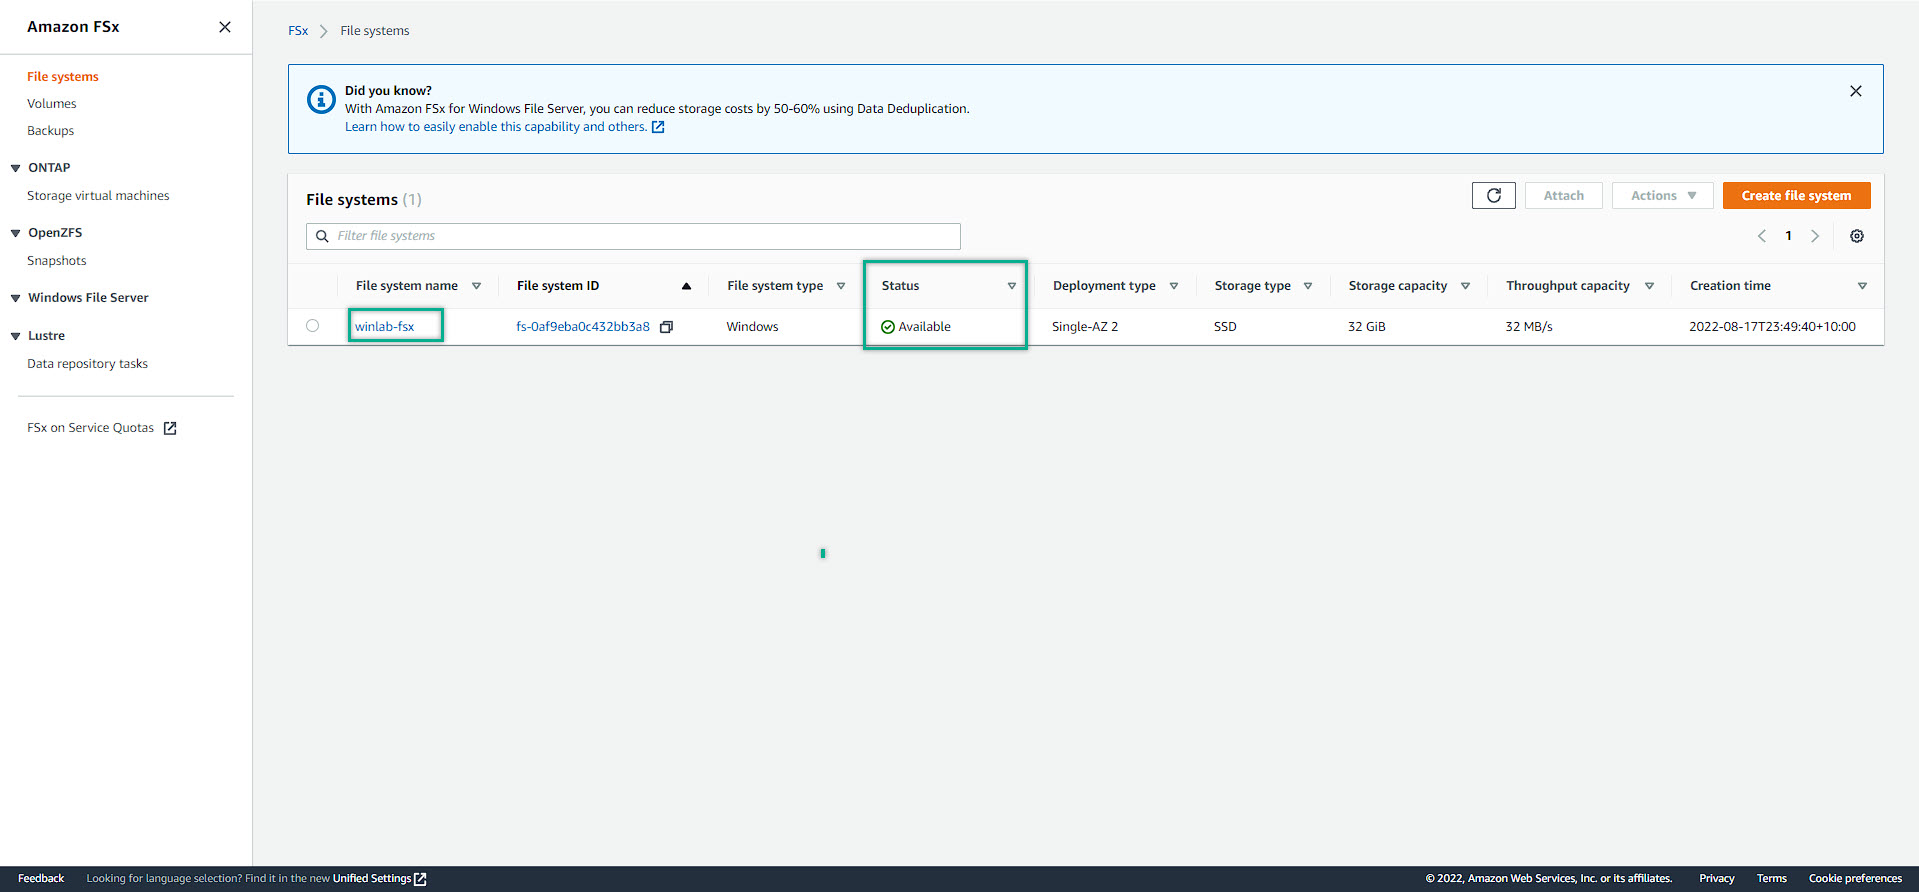 Amazon FSx
File systems
Volumes
Backups
ONTAP
Storage virtual machines
OpenZFS
Snapshots
Windows File Server
Lustre
Data repository tasks
FSx on Service Quotas
FSx File systems
Did you know?
With Amazon FSx for Windows File Server, you can reduce storage costs by 50-60% using Data Deduplication.
Learn how to easily enable this capability and others.
File systems (1)
Attach Actions Create file system
Filter file systems
1
File system name File system ID File system type Status Deployment type Storage type Storage capacity Throughput capacity Creation time
winlab-fsx fs-0af9eba0c432bb3a8 Windows Available Single-AZ 2 SSD 32 GiB 32 MB/s 2022-08-17T23:49:40+10:00
Feedback Looking for language selection? Find it in the new Unified Settings © 2022, Amazon Web Services, Inc. or its affiliates. Privacy Terms Cookie preferences